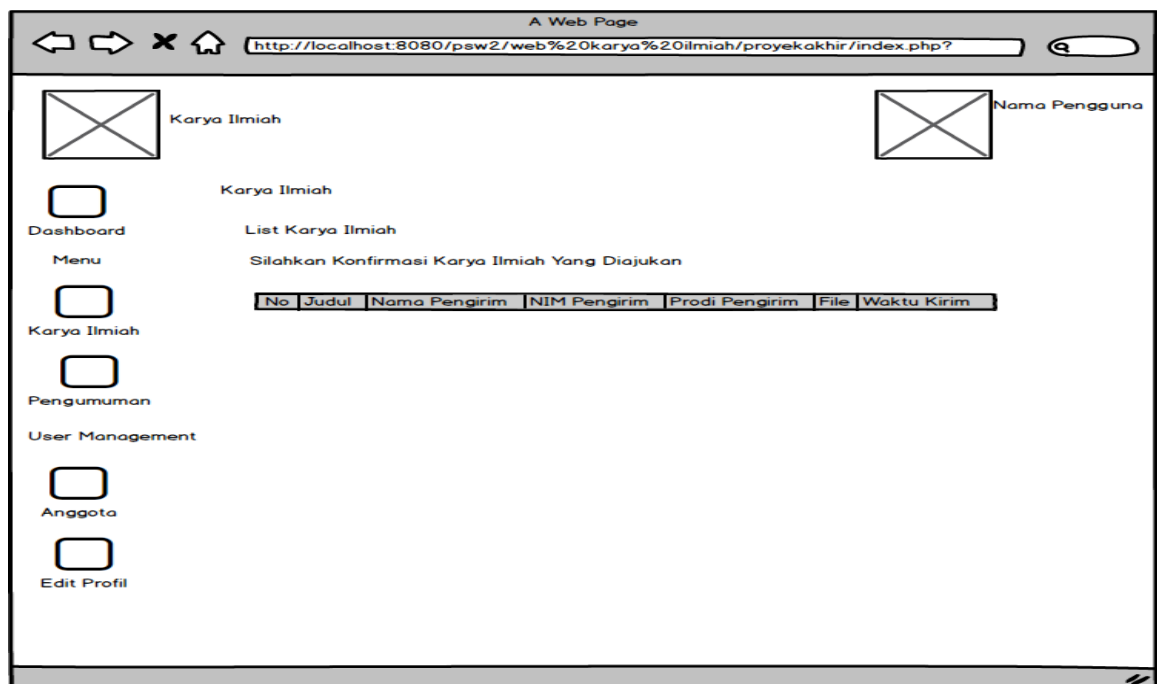 A Web Page
http://localhost:8080/psw2/web%20karya%20ilmiah/proyekakhir/index.php?
Karya Ilmiah
Nama Pengguna
Dashboard
Menu
Karya Ilmiah
Pengumuman
User Management
Anggota
Edit Profil
Karya Ilmiah
List Karya Ilmiah
Silahkan Konfirmasi Karya Ilmiah Yang Diajukan
No Judul Nama Pengirim NIM Pengirim Prodi Pengirim File Waktu Kirim